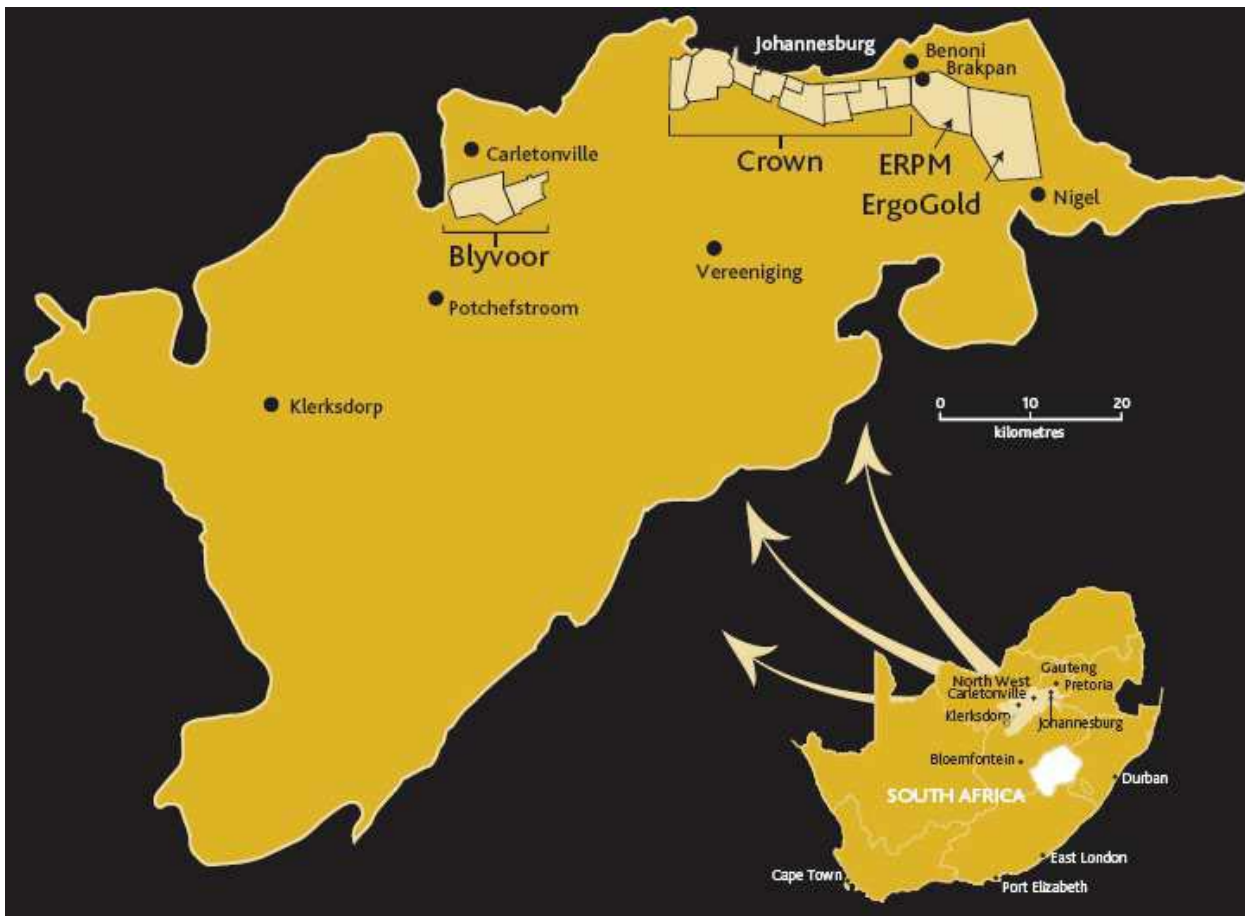 Johannesburg
Benoni
Brakpan
Carletonville
Crown
ERPM
ErgoGold
Nigel
Blyvoor
Vereeniging
Potchefstroom
Klerksdorp
0 10 20
kilometres
Gauteng
North West
Pretoria
Carletonville
Klerksdorp
Johannesburg
Bloemfontein
Durban
SOUTH AFRICA
East London
Cape Town
Port Elizabeth